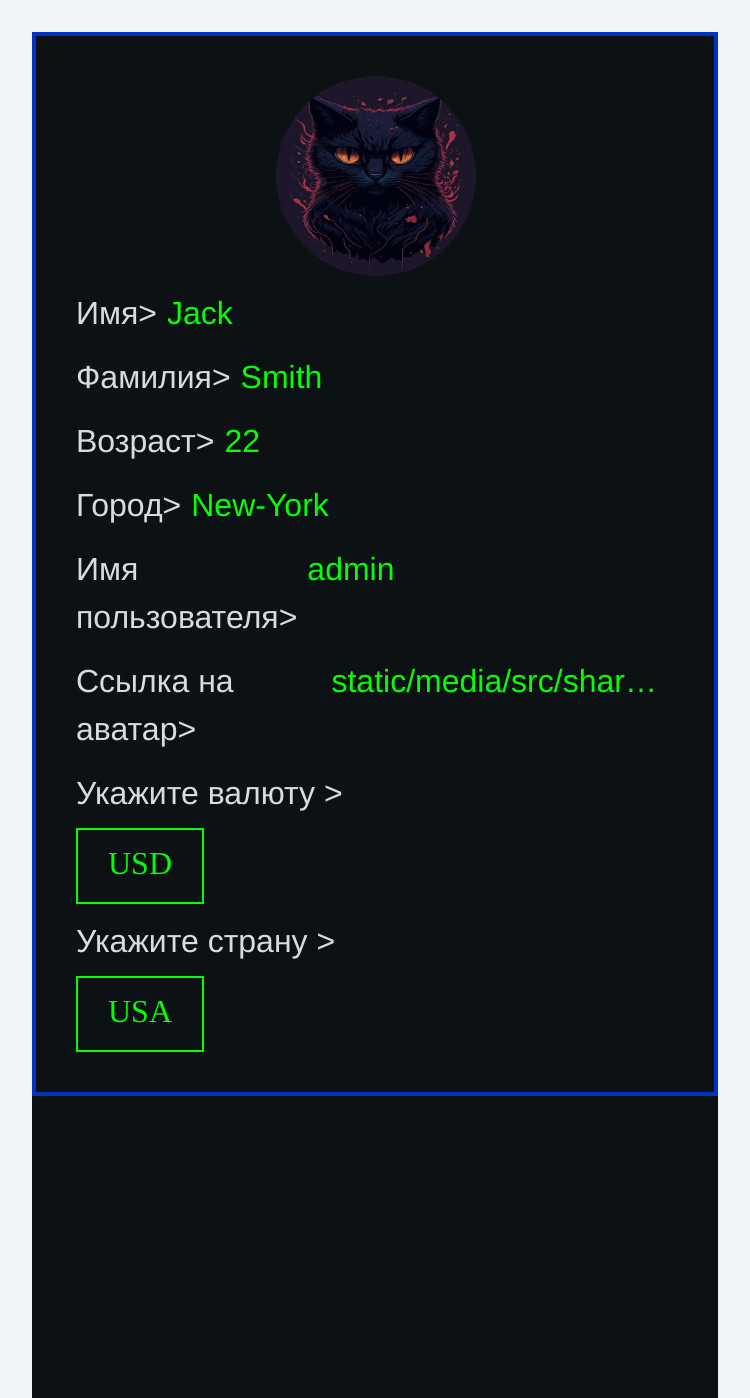 Имя> Jack
Фамилия> Smith
Возраст> 22
Город> New-York
Имя admin
пользователя>
Ссылка на static/media/src/shar…
аватар>
Укажите валюту >
USD
Укажите страну >
USA